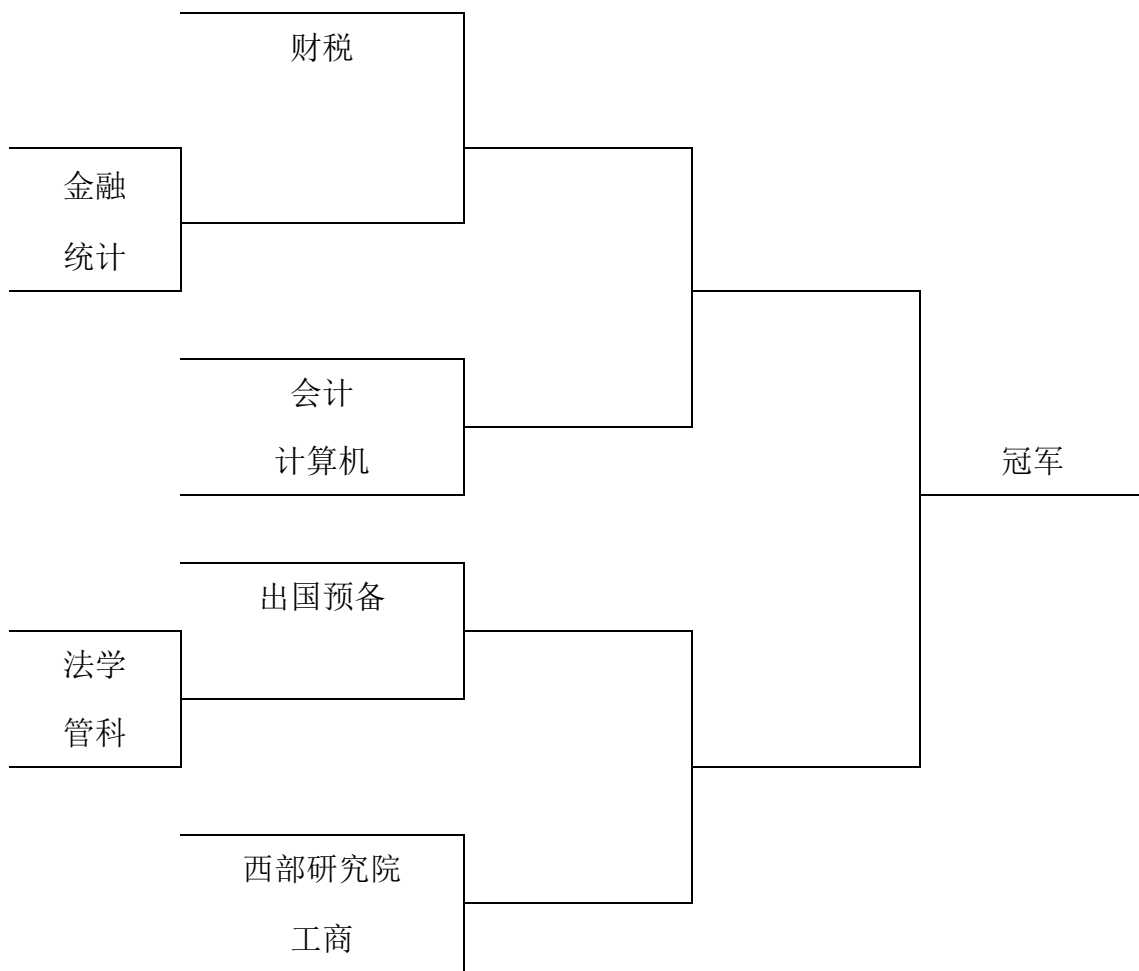 财税
金融
统计
会计
计算机
冠军
出国预备
法学
管科
西部研究院
工商